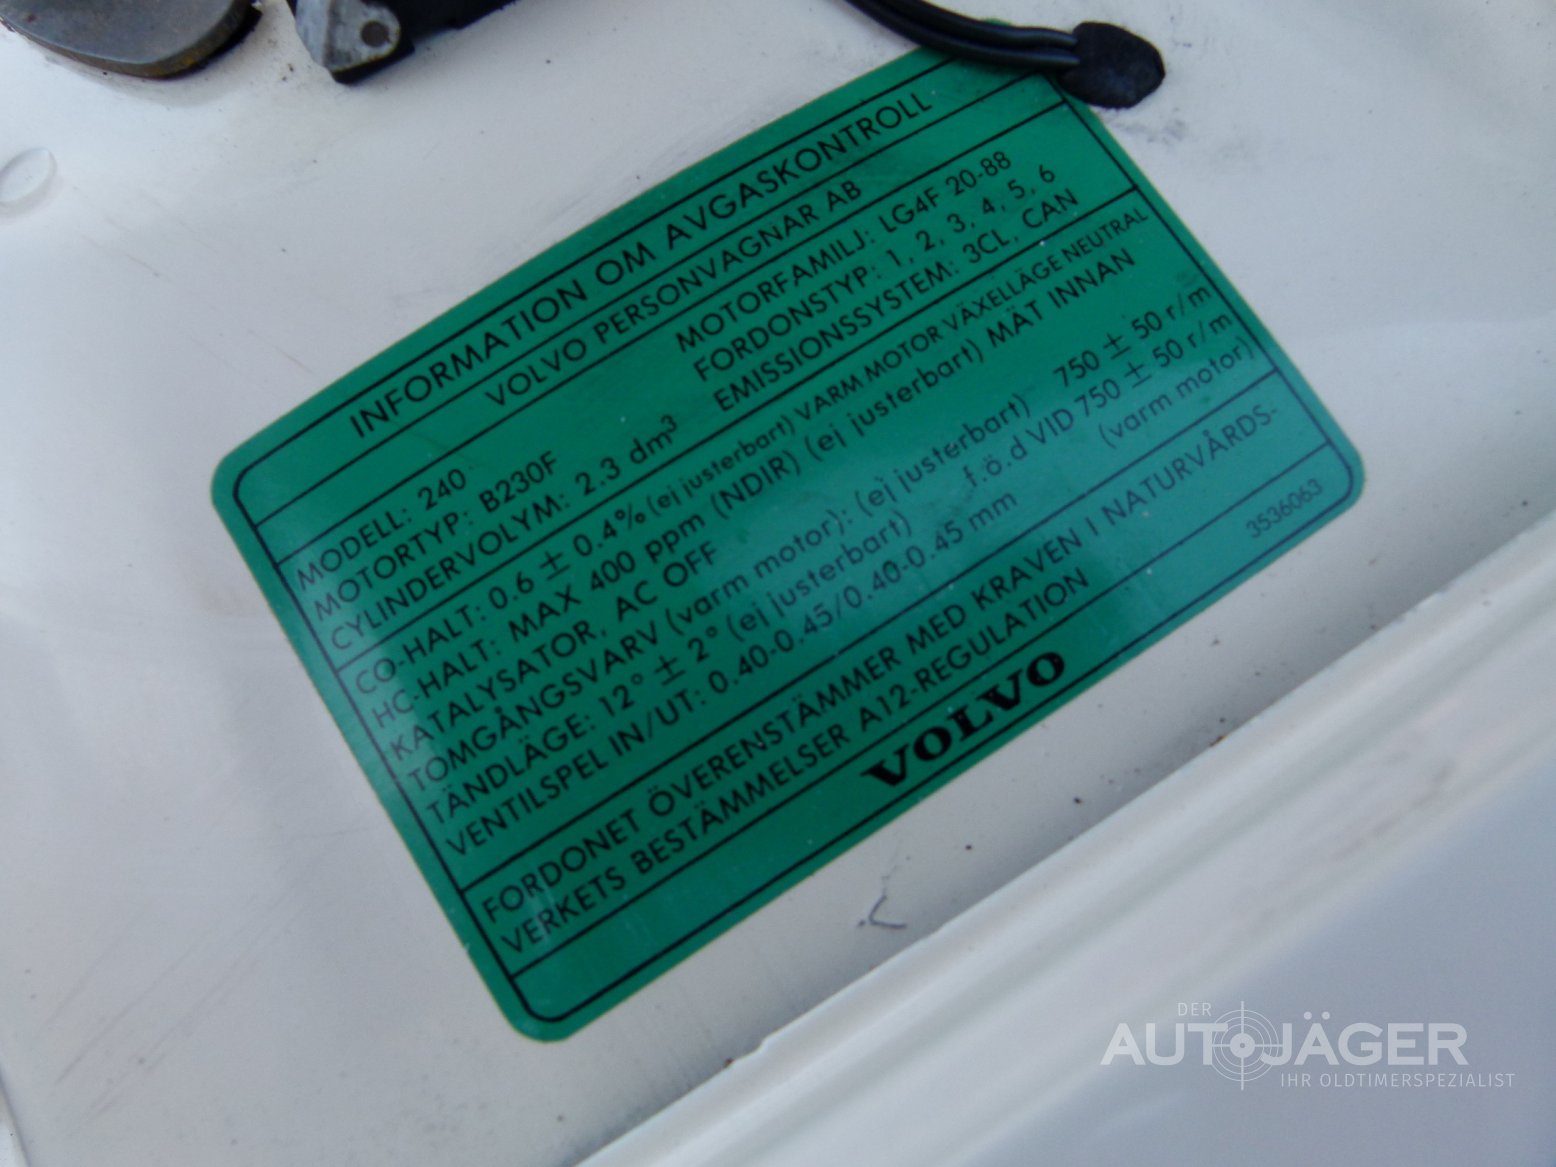 INFORMATION OM AVGASKONTROLL
VOLVO PERSONVAGNAR AB
MODELL: 240
MOTORTYP: B230F
CYLINDERVOLYM: 2.3 dm³
MOTORFAMILJ: LG4F 20-88
FORDONSTYP: 1, 2, 3, 4, 5, 6
EMISSIONSSYSTEM: 3CL, CAN
CO-HALT: 0.6 ± 0.4% (ej justerbart) VARM MOTOR VÄXELLÄGE NEUTRAL
HC-HALT: MAX 400 ppm (NDIR) (ej justerbart) MÄT INNAN
KATALYSATOR, AC OFF
TOMGÅNGSVARV (varm motor): (ej justerbart) 750 ± 50 r/m
TÄNDLÄGE: 12° ± 2° (ej justerbart) f.ö.d VID 750 ± 50 r/m
VENTILSPEL IN/UT: 0.40-0.45/0.40-0.45 mm (varm motor)
FORDONET ÖVERENSTÄMMER MED KRAVEN I NATURVÅRDS-
VERKETS BESTÄMMELSER A12-REGULATION
VOLVO
3536063
DER
AUTOJÄGER
IHR OLDTIMERSPEZIALIST